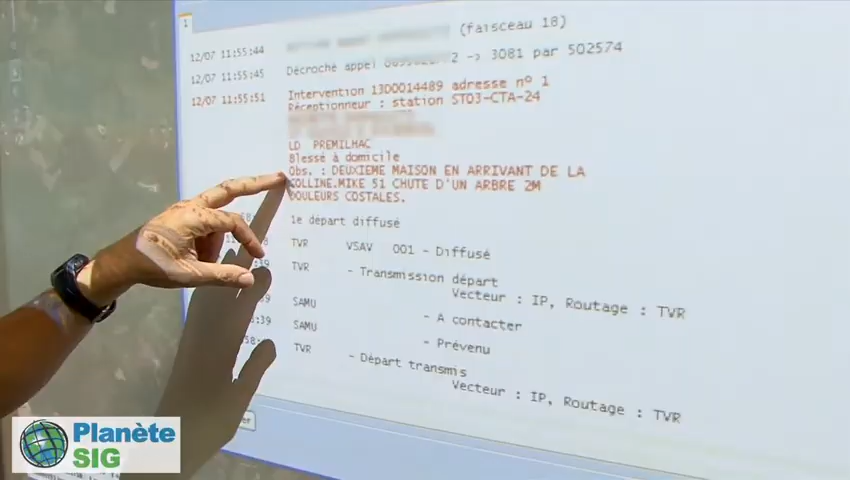 1
(faisceau 18)
12/07 11:55:44
12/07 11:55:45 Décroché appel -> 3081 par 502574
12/07 11:55:51 Intervention 1300014489 adresse n° 1
Réceptionneur : station ST03-CTA-24
LD PREMILHAC
Blessé à domicile
Obs. : DEUXIEME MAISON EN ARRIVANT DE LA
COLLINE.MIKE 51 CHUTE D'UN ARBRE 2M
DOULEURS COSTALES.
1e départ diffusé
TVR VSAV 001 - Diffusé
TVR - Transmission départ
Vecteur : IP, Routage : TVR
SAMU - A contacter
SAMU - Prévenu
TVR - Départ transmis
Vecteur : IP, Routage : TVR
Planète
SIG